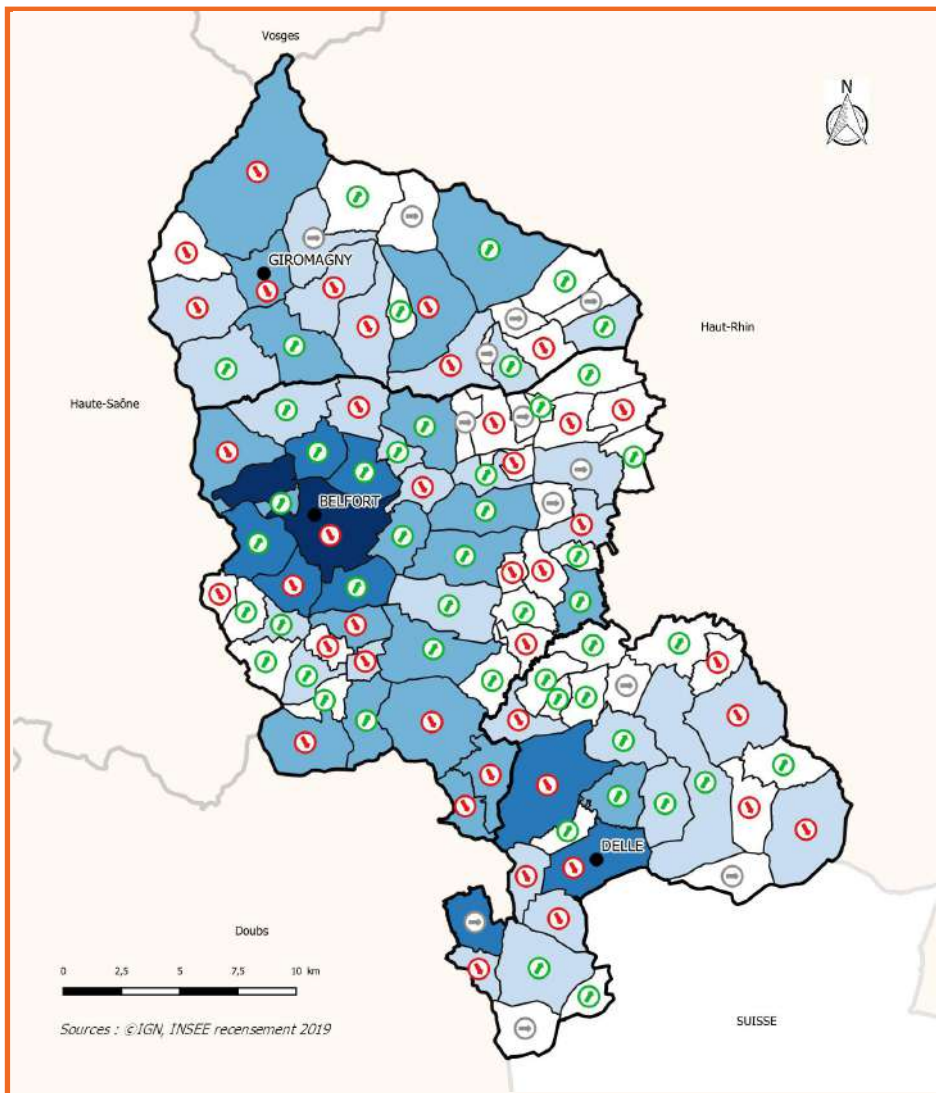 Vosges
N
GIROMAGNY
Haut-Rhin
Haute-Saône
BELFORT
DELLE
Doubs
0 2,5 5 7,5 10 km
Sources : ©IGN, INSEE recensement 2019
SUISSE